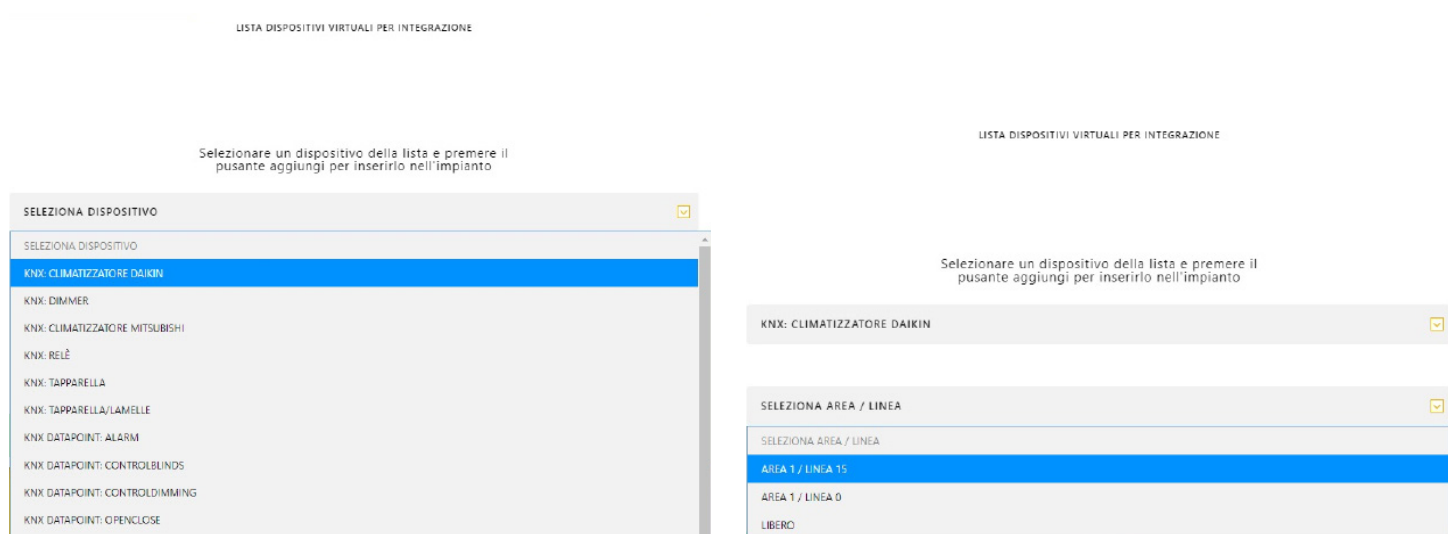 LISTA DISPOSITIVI VIRTUALI PER INTEGRAZIONE
Selezionare un dispositivo della lista e premere il
pusante aggiungi per inserirlo nell'impianto
SELEZIONA DISPOSITIVO
SELEZIONA DISPOSITIVO
KNX: CLIMATIZZATORE DAIKIN
KNX: DIMMER
KNX: CLIMATIZZATORE MITSUBISHI
KNX: RELÈ
KNX: TAPPARELLA
KNX: TAPPARELLA/LAMELLE
KNX DATAPOINT: ALARM
KNX DATAPOINT: CONTROLBLINDS
KNX DATAPOINT: CONTROLDIMMING
KNX DATAPOINT: OPENCLOSE
LISTA DISPOSITIVI VIRTUALI PER INTEGRAZIONE
Selezionare un dispositivo della lista e premere il
pusante aggiungi per inserirlo nell'impianto
KNX: CLIMATIZZATORE DAIKIN
SELEZIONA AREA / LINEA
SELEZIONA AREA / LINEA
AREA 1 / LINEA 15
AREA 1 / LINEA 0
LIBERO